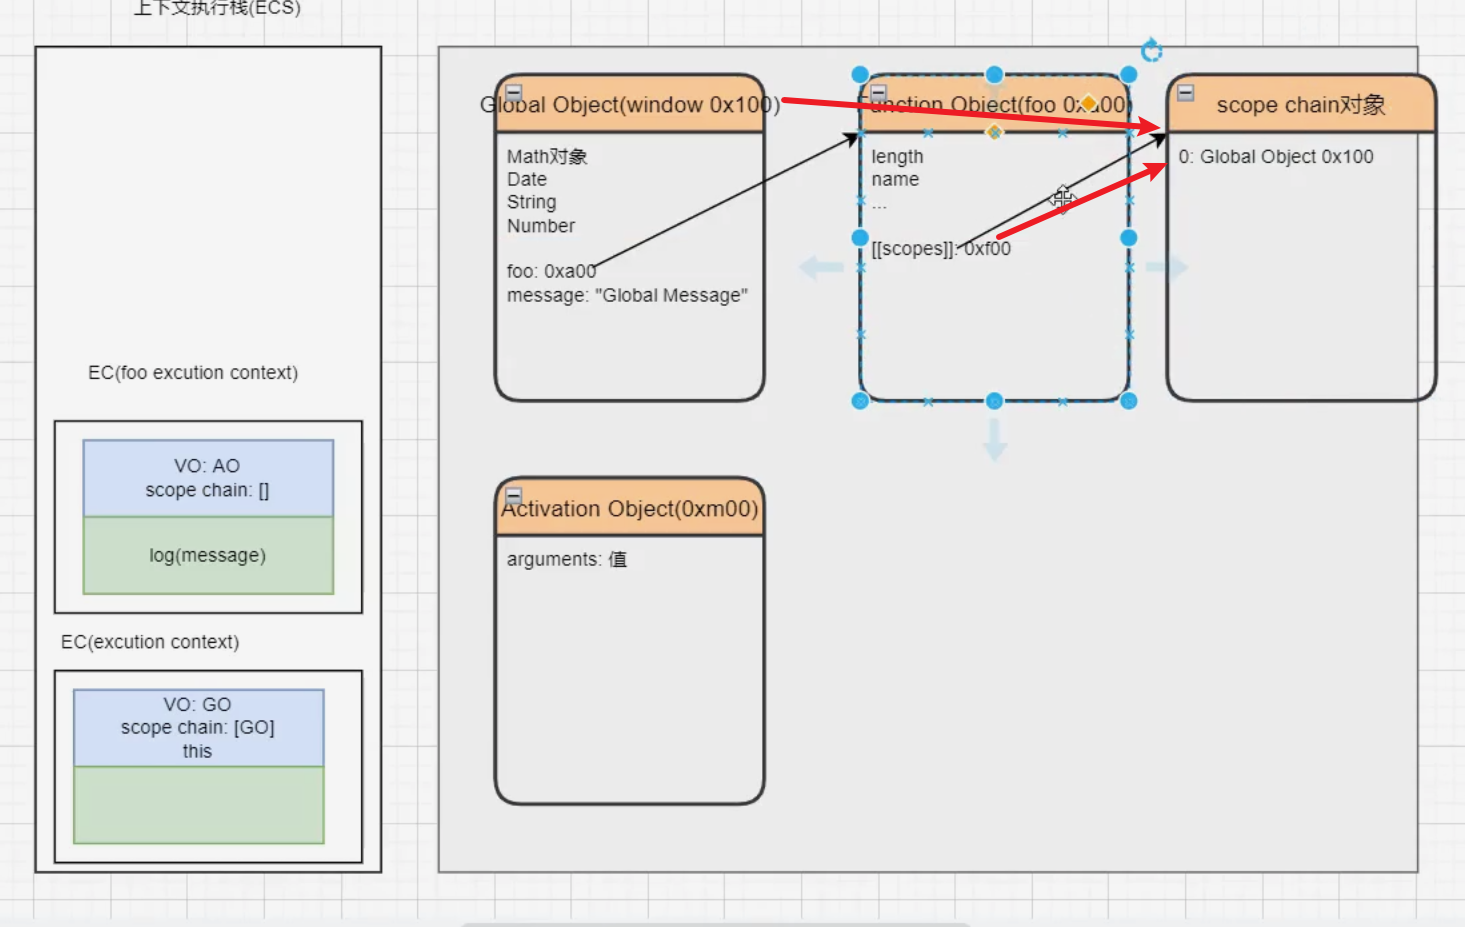 上下文执行栈(ECS)
EC(foo excution context)
VO: AO
scope chain: []
log(message)
EC(excution context)
VO: GO
scope chain: [GO]
this
Global Object(window 0x100)
Math对象
Date
String
Number
foo: 0xa00
message: "Global Message"
Function Object(foo 0xa00)
length
name
...
[[scopes]]: 0xf00
scope chain对象
0: Global Object 0x100
Activation Object(0xm00)
arguments: 值